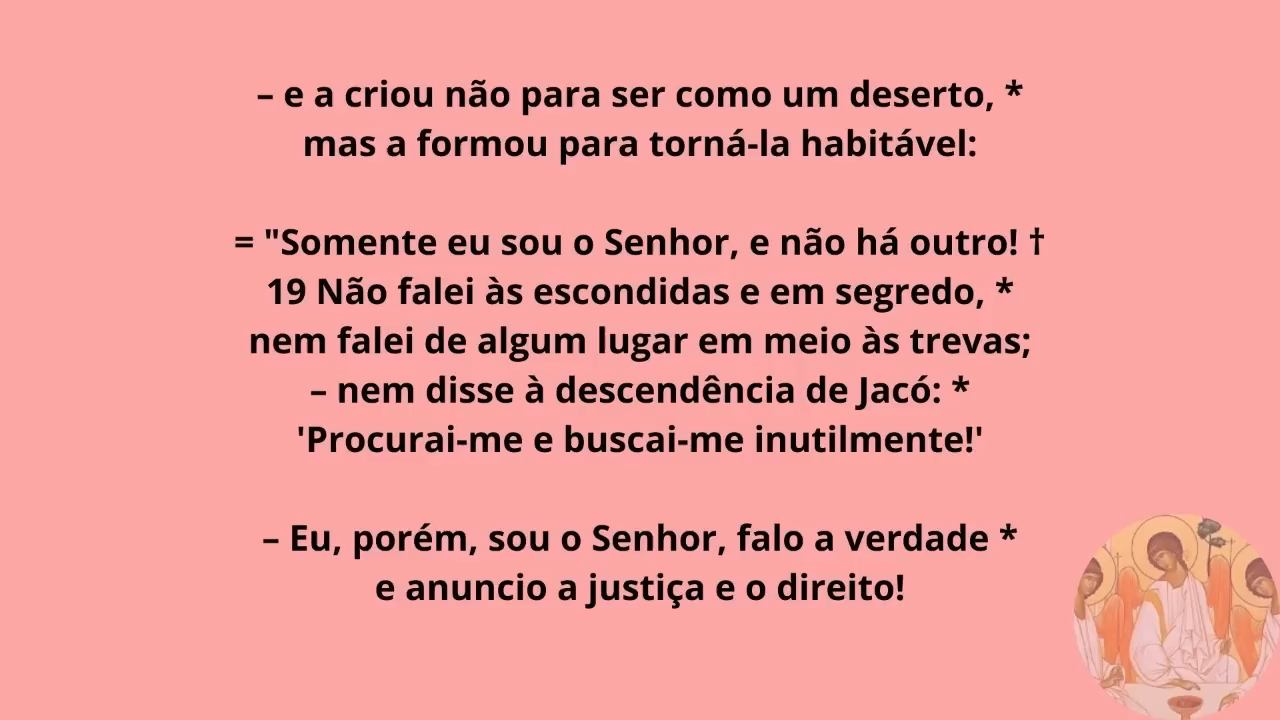 – e a criou não para ser como um deserto, *
mas a formou para torná-la habitável:
= "Somente eu sou o Senhor, e não há outro! †
19 Não falei às escondidas e em segredo, *
nem falei de algum lugar em meio às trevas;
– nem disse à descendência de Jacó: *
'Procurai-me e buscai-me inutilmente!'
– Eu, porém, sou o Senhor, falo a verdade *
e anuncio a justiça e o direito!